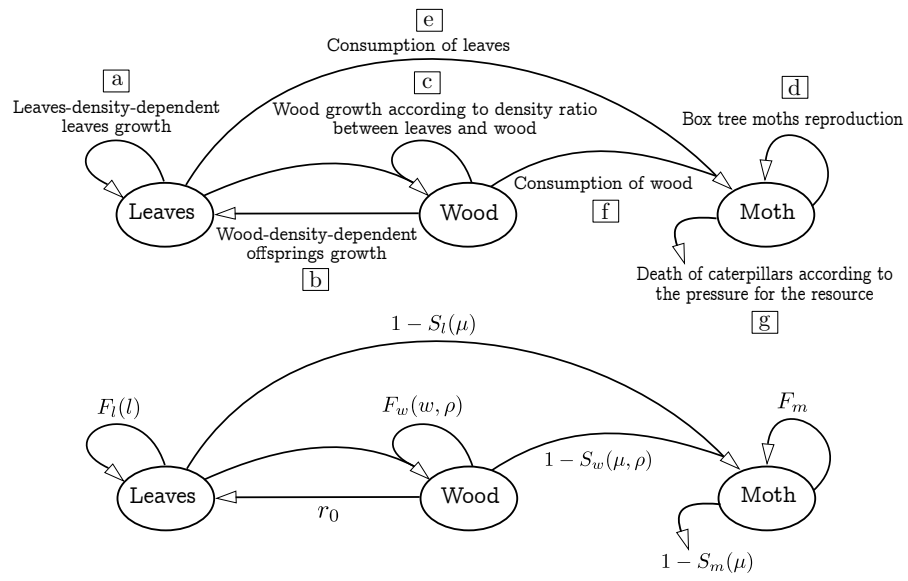 e
Consumption of leaves
a
Leaves-density-dependent
leaves growth
c
Wood growth according to density ratio
between leaves and wood
d
Box tree moths reproduction
Leaves
Wood
Moth
Consumption of wood
f
Wood-density-dependent
offsprings growth
b
Death of caterpillars according to
the pressure for the resource
g
1 − S_l(μ)
F_l(l)
F_w(w, ρ)
F_m
1 − S_w(μ, ρ)
Leaves
Wood
Moth
r_0
1 − S_m(μ)